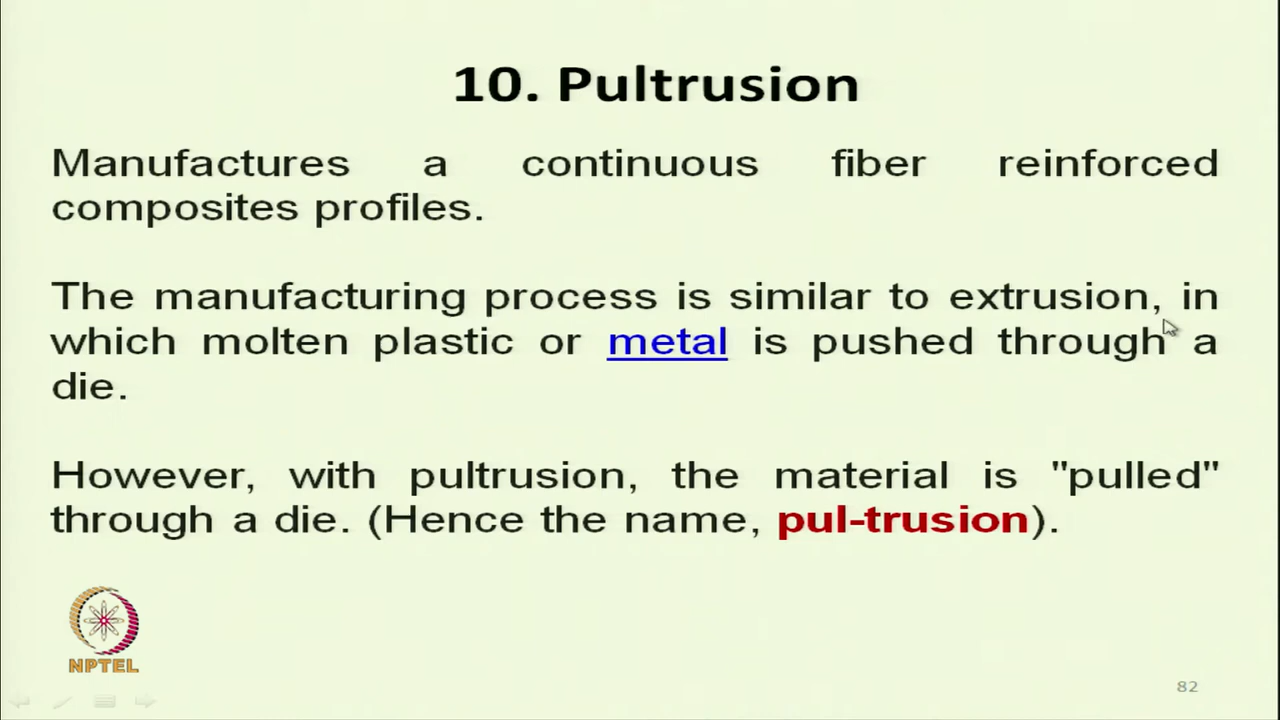 10. Pultrusion
Manufactures a continuous fiber reinforced
composites profiles.
The manufacturing process is similar to extrusion, in
which molten plastic or metal is pushed through a
die.
However, with pultrusion, the material is "pulled"
through a die. (Hence the name, pul-trusion).
NPTEL
82